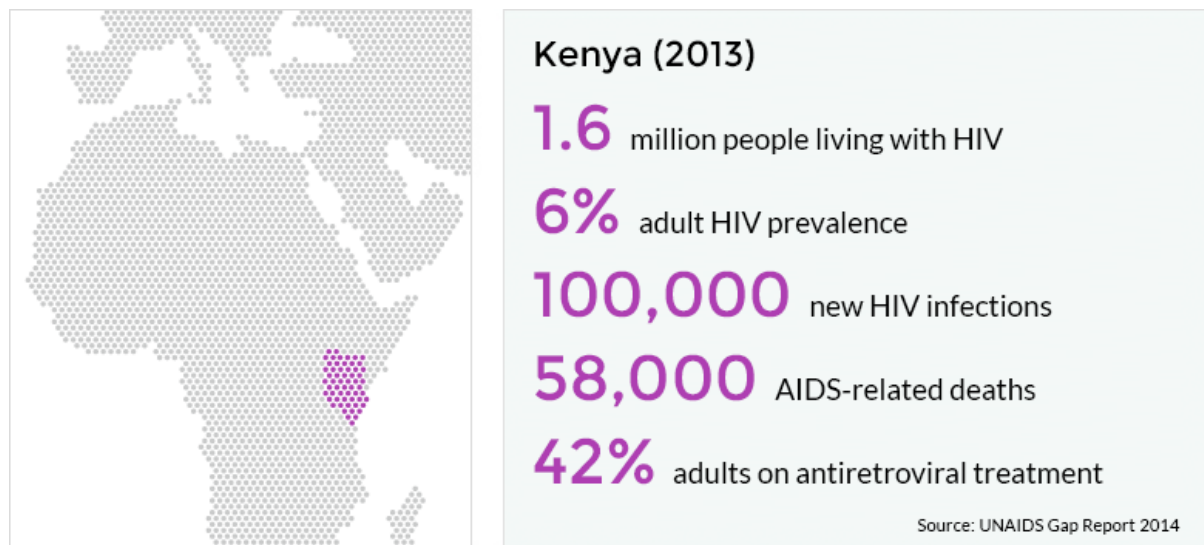 Kenya (2013)
1.6 million people living with HIV
6% adult HIV prevalence
100,000 new HIV infections
58,000 AIDS-related deaths
42% adults on antiretroviral treatment
Source: UNAIDS Gap Report 2014